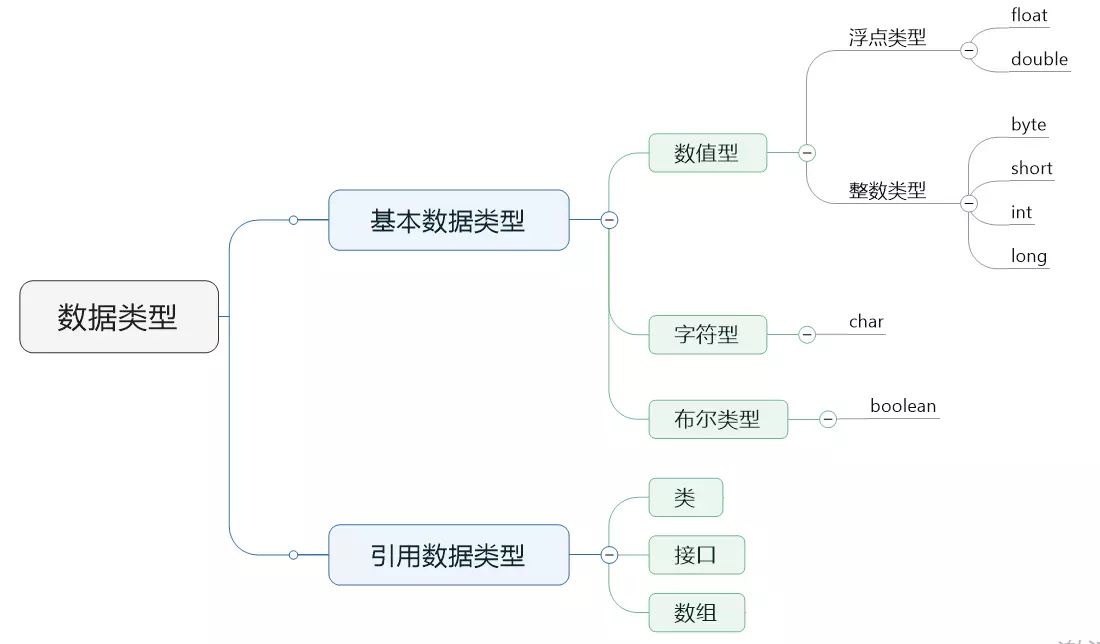 数据类型
基本数据类型
数值型
浮点类型
float
double
整数类型
byte
short
int
long
字符型
char
布尔类型
boolean
引用数据类型
类
接口
数组